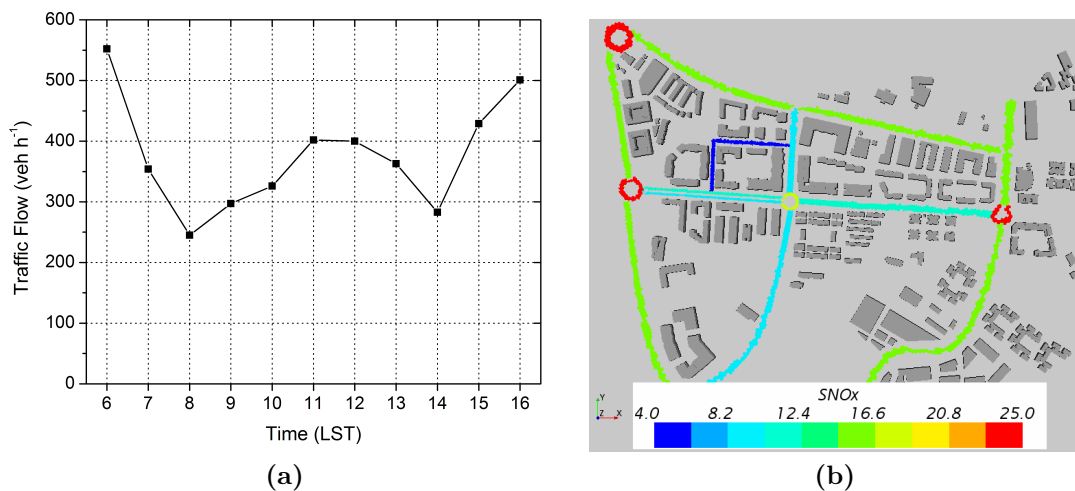 600
500
400
300
200
100
0
Traffic Flow (veh h⁻¹)
6 7 8 9 10 11 12 13 14 15 16
Time (LST)
(a)
Y
Z X
SNOx
4.0 8.2 12.4 16.6 20.8 25.0
(b)